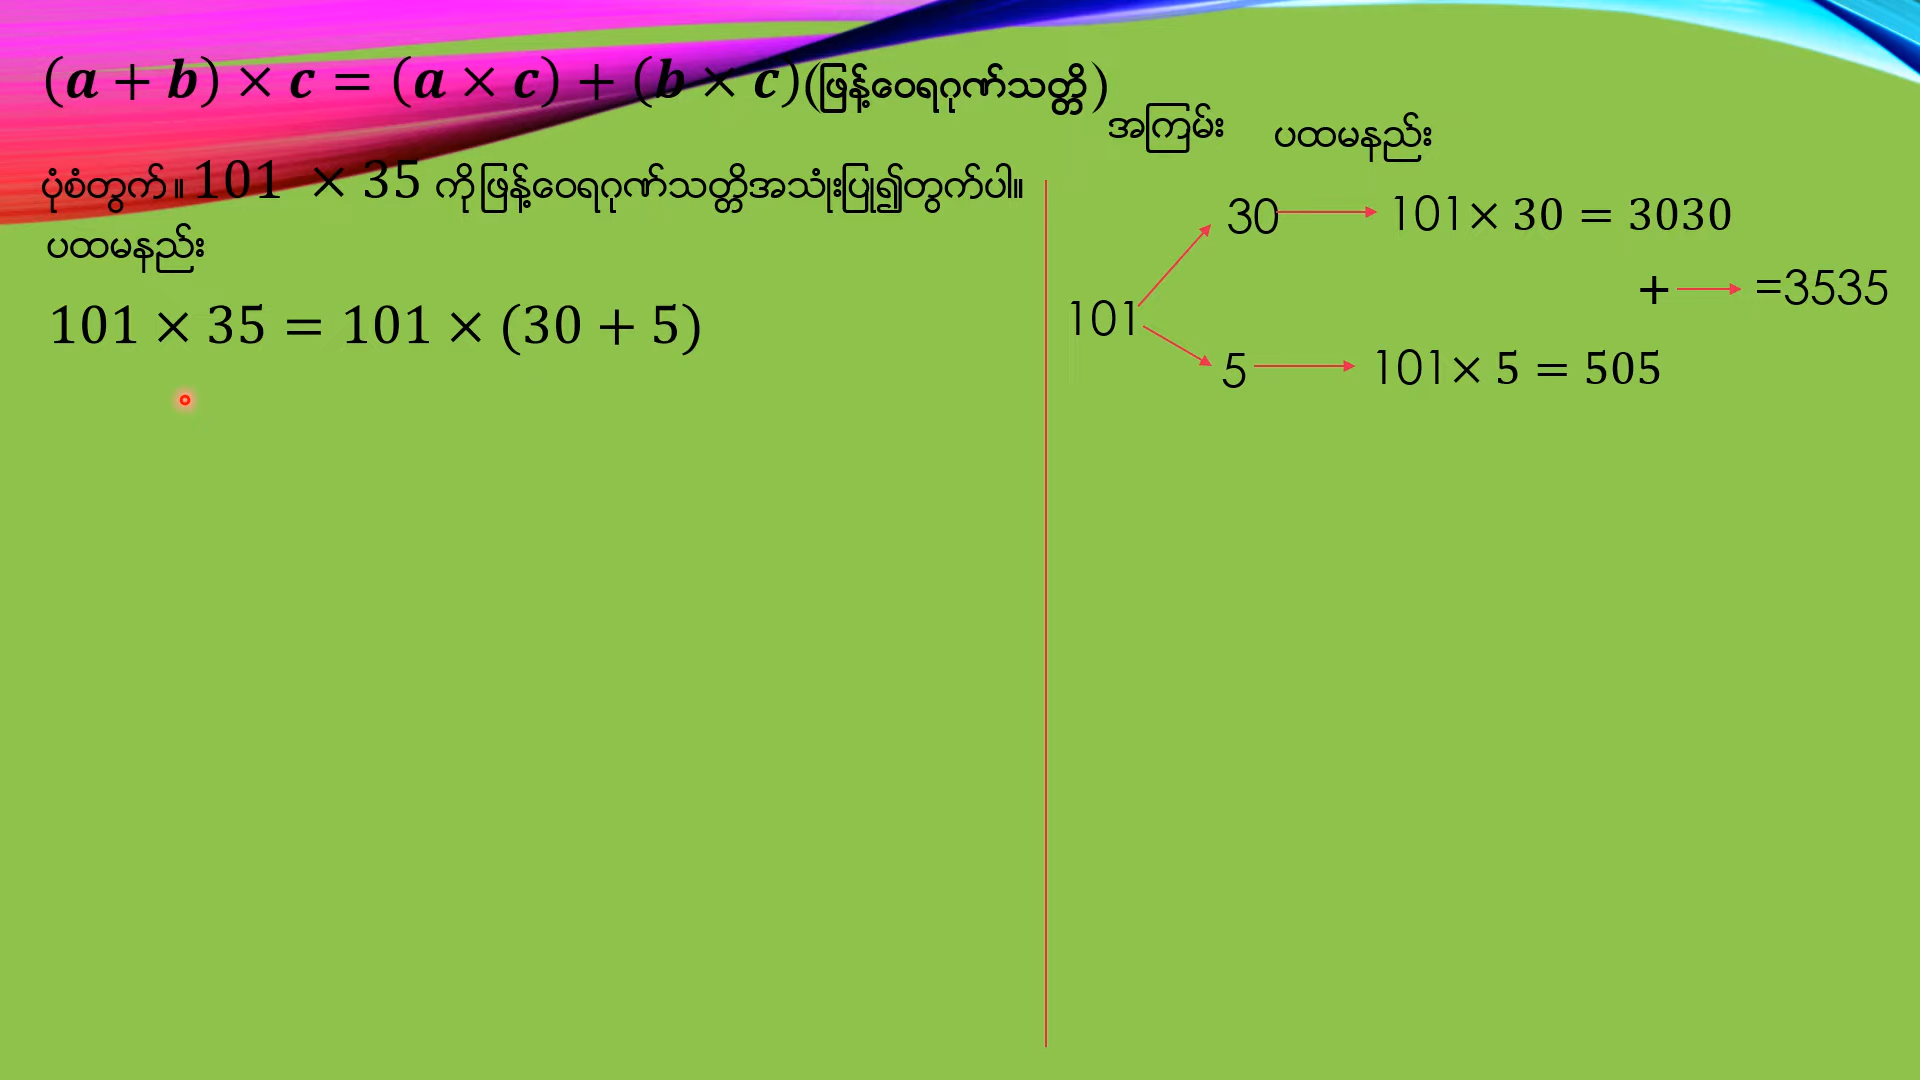 (a + b) × c = (a × c) + (b × c)(ဖြန့်ဝေရဂုဏ်သတ္တိ)
ပုံစံတွက်။ 101 × 35 ကိုဖြန့်ဝေရဂုဏ်သတ္တိအသုံးပြု၍တွက်ပါ။
ပထမနည်း
101 × 35 = 101 × (30 + 5)
အကြမ်း ပထမနည်း
30 101× 30 = 3030
+ =3535
101
5 101× 5 = 505